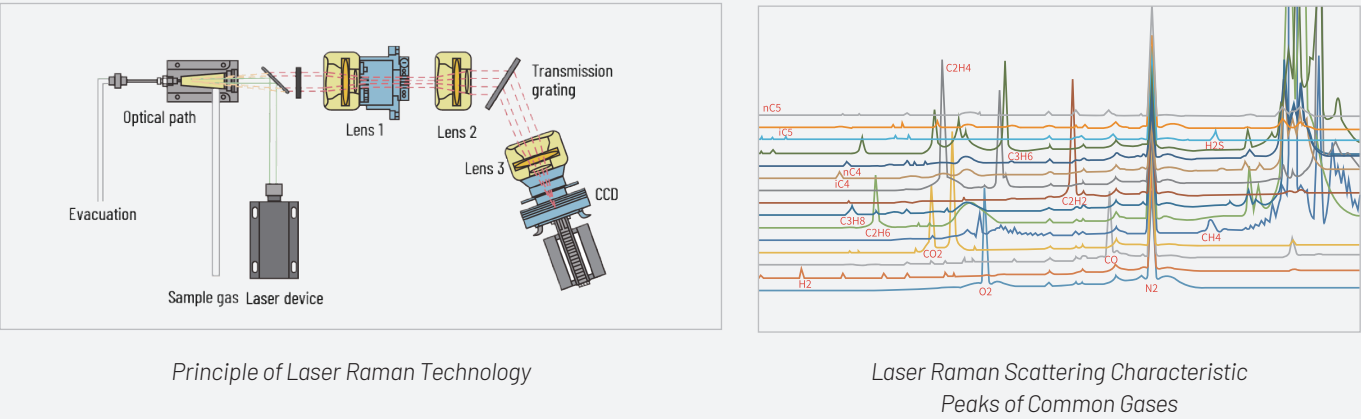 Transmission
grating
Optical path
Lens 1
Lens 2
Lens 3
CCD
Evacuation
Sample gas
Laser device
Principle of Laser Raman Technology
C2H4
nC5
iC5
H2S
C3H6
nC4
iC4
C2H2
C3H8
C2H6
CH4
CO2
CO
H2
O2
N2
Laser Raman Scattering Characteristic
Peaks of Common Gases